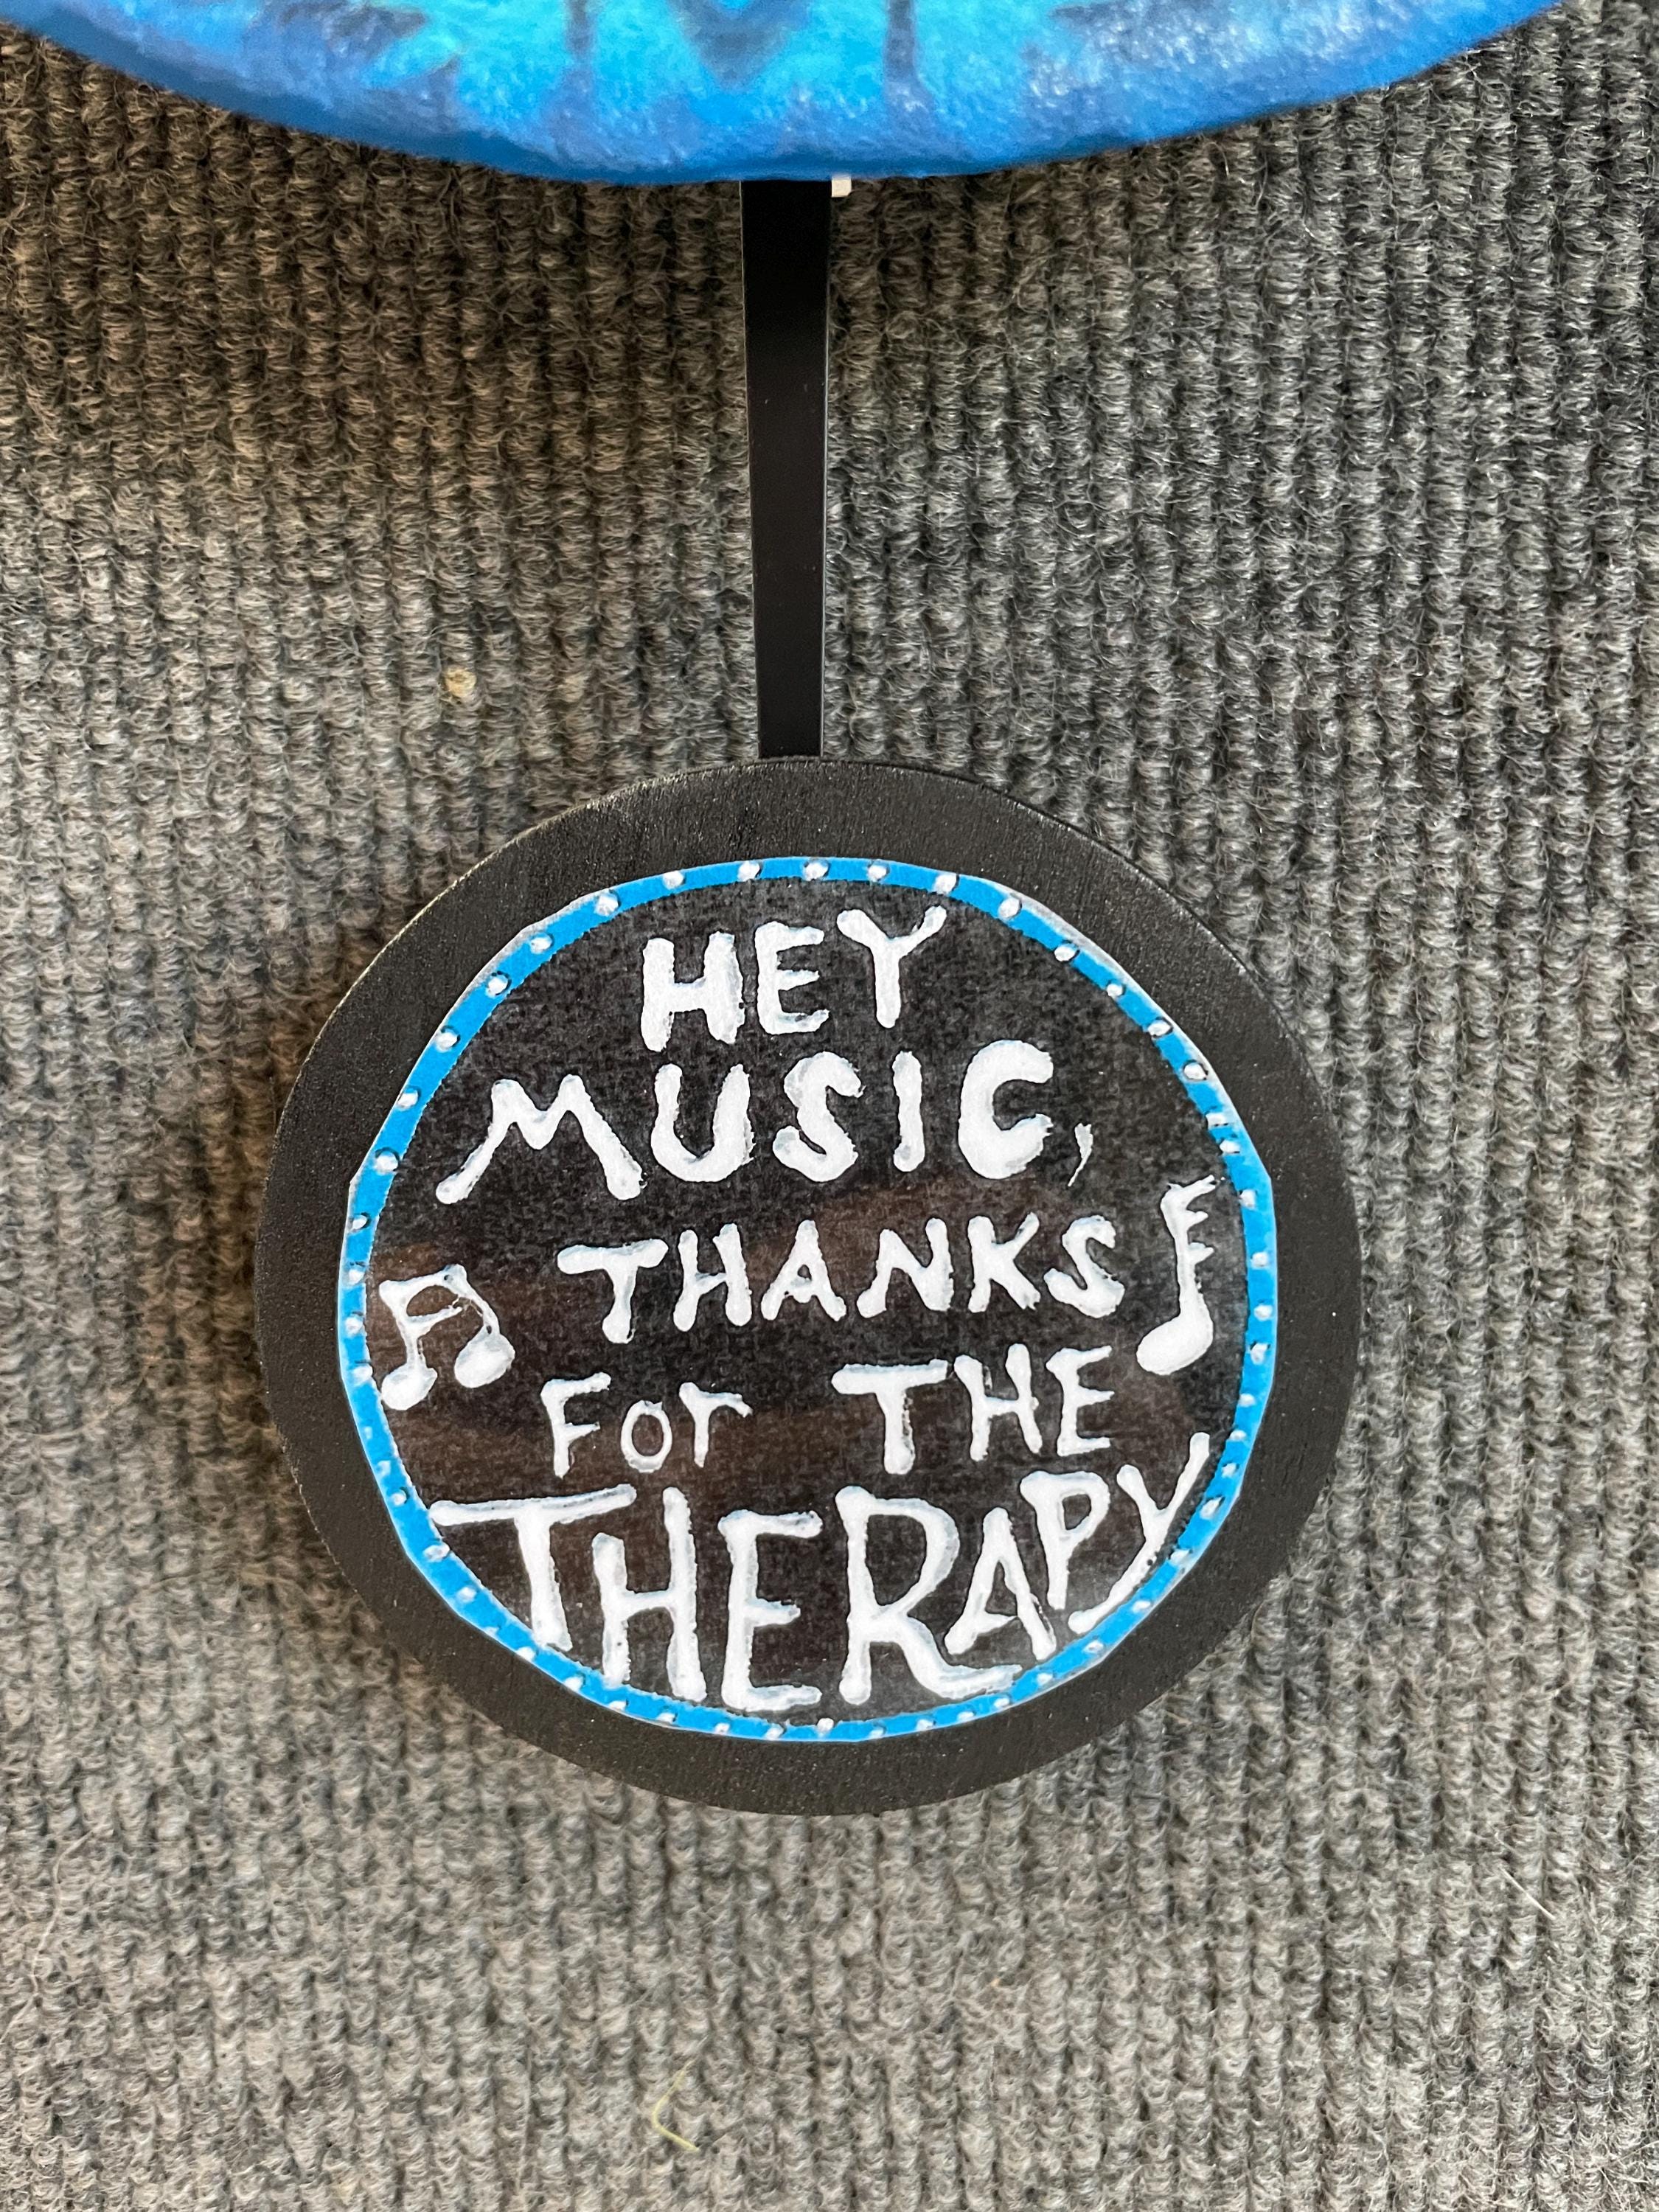 HEY
MUSIC,
THANKS
FOr THE
THERAPY